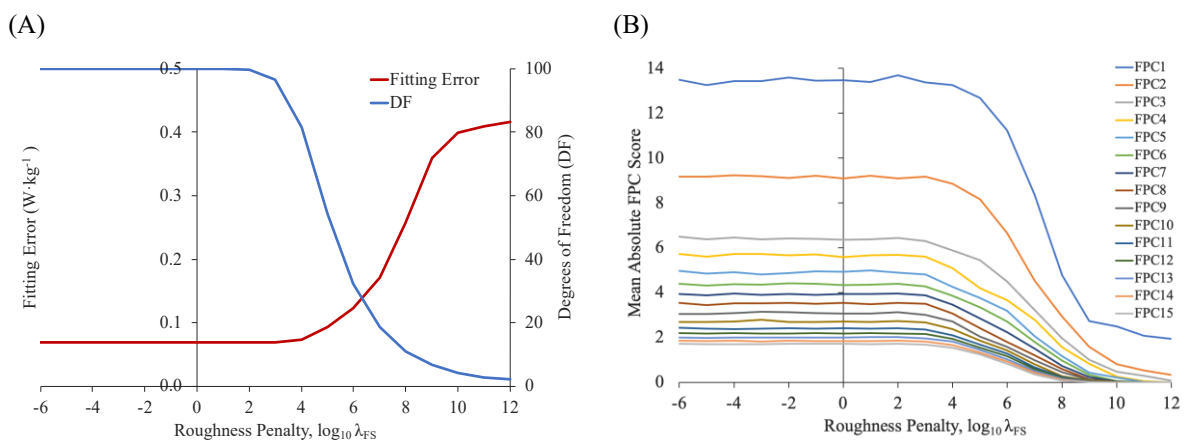 (A)
0.5
0.4
0.3
0.2
0.1
0.0
Fitting Error (W·kg⁻¹)
100
80
60
40
20
0
Degrees of Freedom (DF)
Fitting Error
DF
-6 -4 -2 0 2 4 6 8 10 12
Roughness Penalty, log₁₀ λFS
(B)
14
12
10
8
6
4
2
0
Mean Absolute FPC Score
-6 -4 -2 0 2 4 6 8 10 12
Roughness Penalty, log₁₀ λFS
FPC1
FPC2
FPC3
FPC4
FPC5
FPC6
FPC7
FPC8
FPC9
FPC10
FPC11
FPC12
FPC13
FPC14
FPC15